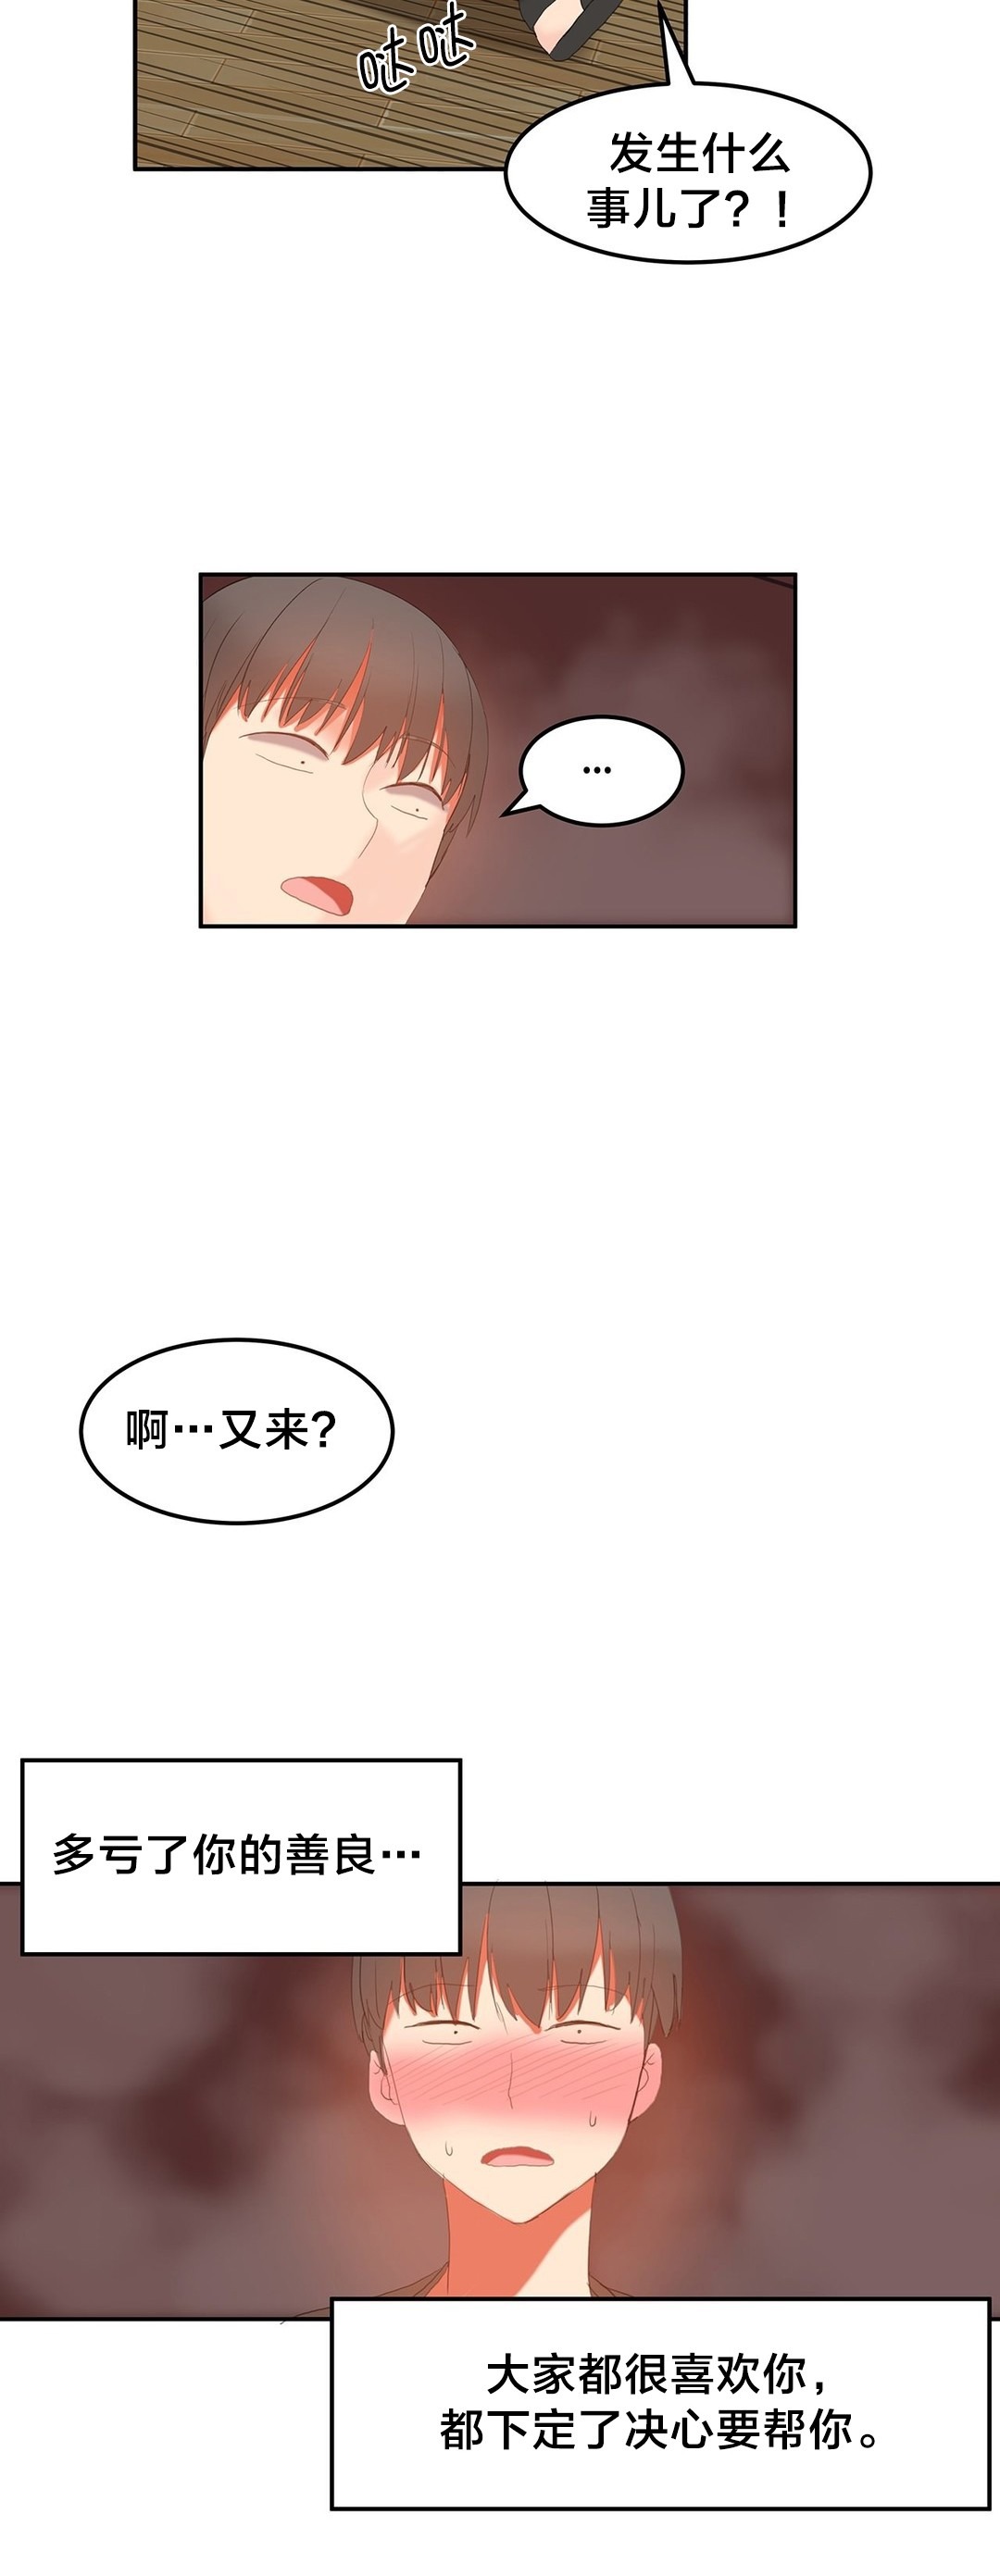 哒哒
发生什么
事儿了？！
…
啊…又来?
多亏了你的善良…
大家都很喜欢你，
都下定了决心要帮你。